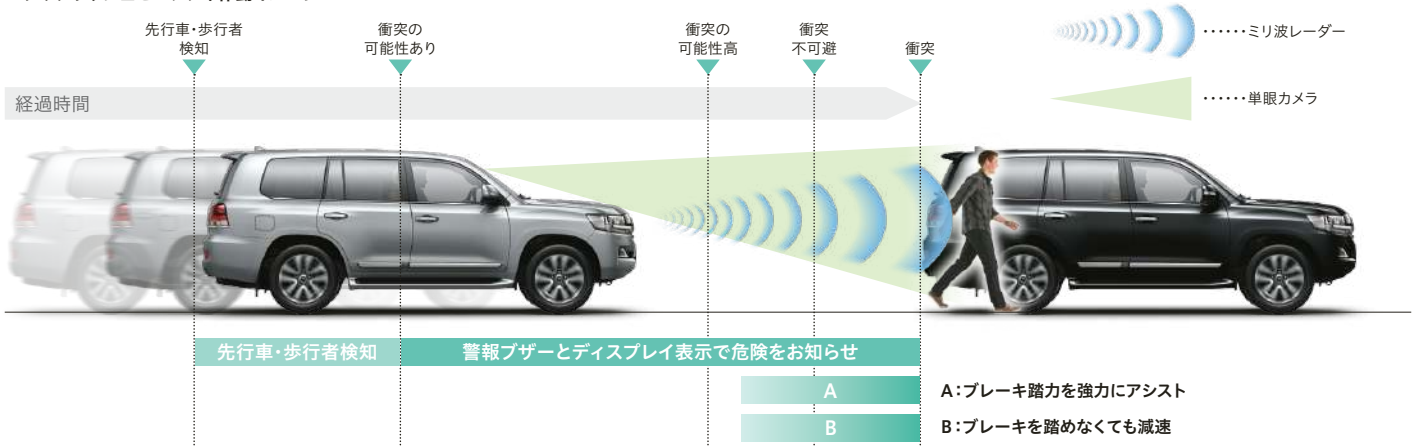 先行車・歩行者
検知
衝突の
可能性あり
衝突の
可能性高
衝突
不可避
衝突
・・・・・・ミリ波レーダー
・・・・・・単眼カメラ
経過時間
先行車・歩行者検知
警報ブザーとディスプレイ表示で危険をお知らせ
A
A：ブレーキ踏力を強力にアシスト
B
B：ブレーキを踏めなくても減速